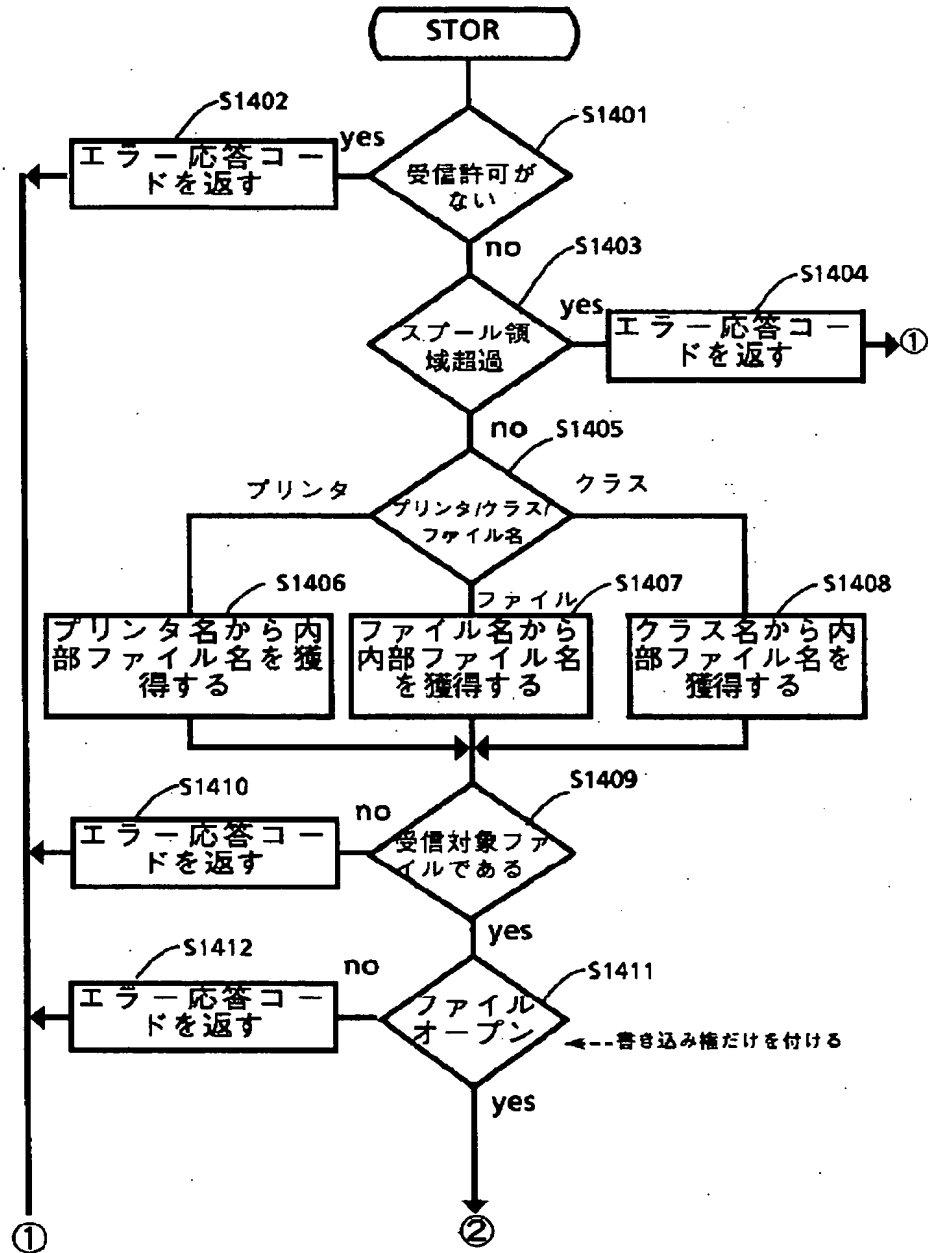 STOR
S1402
S1401
yes
エラー応答コー
ドを返す
受信許可が
ない
no
S1403
S1404
yes
スプール領
域超過
エラー応答コー
ドを返す
①
no
S1405
プリンタ
クラス
プリンタ/クラス/
ファイル名
S1406
S1407
S1408
ファイル
プリンタ名から内
部ファイル名を獲
得する
ファイル名から
内部ファイル名
を獲得する
クラス名から内
部ファイル名を
獲得する
S1410
S1409
no
エラー応答コー
ドを返す
受信対象ファ
イルである
yes
S1412
no
S1411
エラー応答コー
ドを返す
ファイル
オープン
書き込み権だけを付ける
yes
①
②